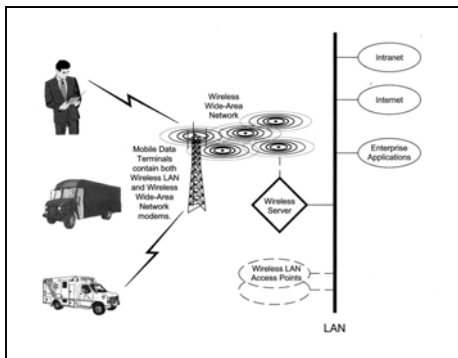 Wireless
Wide-Area
Network
Mobile Data
Terminals
contain both
Wireless LAN
and Wireless
Wide-Area
Network
modems.
Intranet
Internet
Enterprise
Applications
Wireless
Server
Wireless LAN
Access Points
LAN